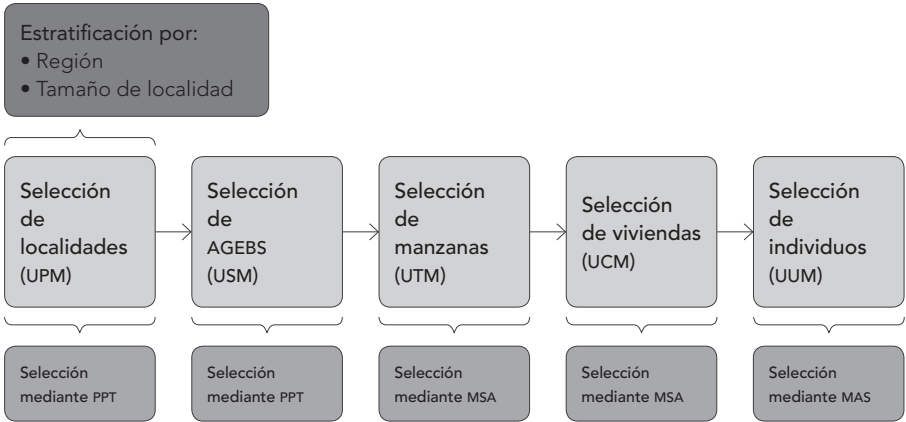 Estratificación por:
• Región
• Tamaño de localidad
Selección
de
localidades
(UPM)
Selección
de
AGEBS
(USM)
Selección
de
manzanas
(UTM)
Selección
de viviendas
(UCM)
Selección
de
individuos
(UUM)
Selección
mediante PPT
Selección
mediante PPT
Selección
mediante MSA
Selección
mediante MSA
Selección
mediante MAS